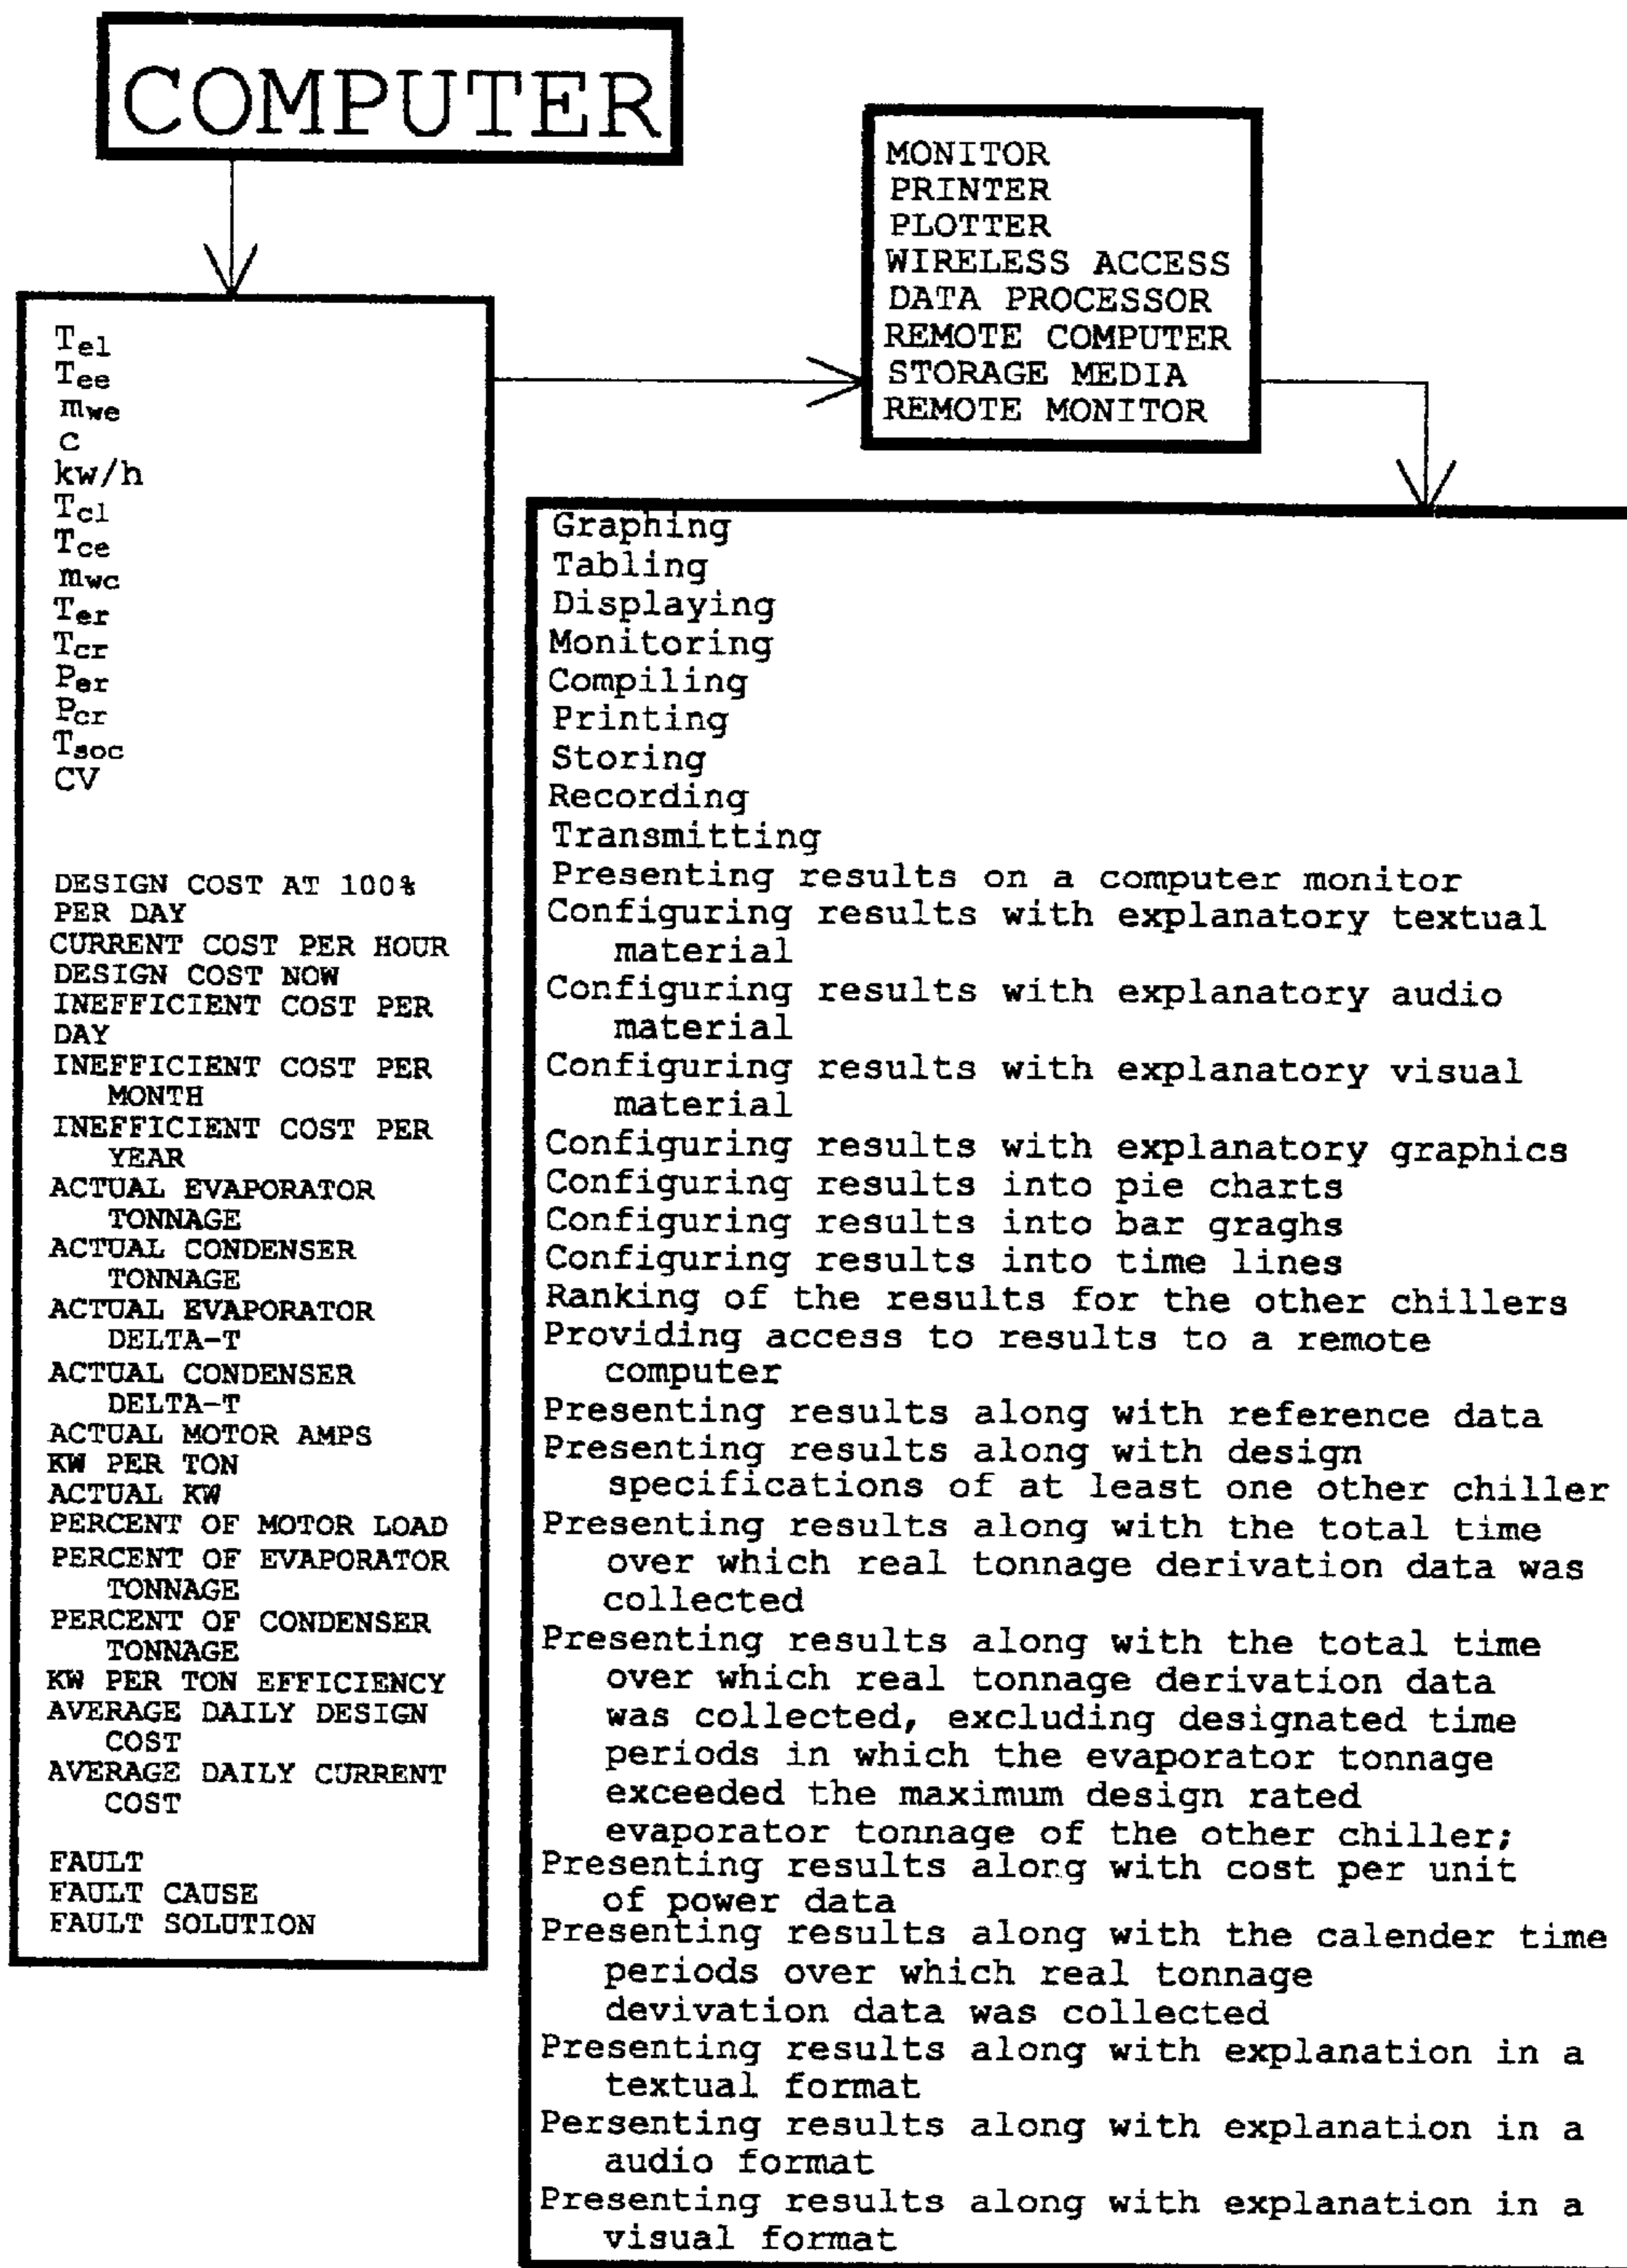 COMPUTER
MONITOR
PRINTER
PLOTTER
WIRELESS ACCESS
DATA PROCESSOR
REMOTE COMPUTER
STORAGE MEDIA
REMOTE MONITOR
Tel
Tee
mwe
C
kw/h
Tcl
Tce
mwc
Ter
Tcr
Per
Pcr
Tsoc
CV
DESIGN COST AT 100%
PER DAY
CURRENT COST PER HOUR
DESIGN COST NOW
INEFFICIENT COST PER
DAY
INEFFICIENT COST PER
MONTH
INEFFICIENT COST PER
YEAR
ACTUAL EVAPORATOR
TONNAGE
ACTUAL CONDENSER
TONNAGE
ACTUAL EVAPORATOR
DELTA-T
ACTUAL CONDENSER
DELTA-T
ACTUAL MOTOR AMPS
KW PER TON
ACTUAL KW
PERCENT OF MOTOR LOAD
PERCENT OF EVAPORATOR
TONNAGE
PERCENT OF CONDENSER
TONNAGE
KW PER TON EFFICIENCY
AVERAGE DAILY DESIGN
COST
AVERAGE DAILY CURRENT
COST
FAULT
FAULT CAUSE
FAULT SOLUTION
Graphing
Tabling
Displaying
Monitoring
Compiling
Printing
Storing
Recording
Transmitting
Presenting results on a computer monitor
Configuring results with explanatory textual
material
Configuring results with explanatory audio
material
Configuring results with explanatory visual
material
Configuring results with explanatory graphics
Configuring results into pie charts
Configuring results into bar graghs
Configuring results into time lines
Ranking of the results for the other chillers
Providing access to results to a remote
computer
Presenting results along with reference data
Presenting results along with design
specifications of at least one other chiller
Presenting results along with the total time
over which real tonnage derivation data was
collected
Presenting results along with the total time
over which real tonnage derivation data
was collected, excluding designated time
periods in which the evaporator tonnage
exceeded the maximum design rated
evaporator tonnage of the other chiller;
Presenting results along with cost per unit
of power data
Presenting results along with the calender time
periods over which real tonnage
devivation data was collected
Presenting results along with explanation in a
textual format
Persenting results along with explanation in a
audio format
Presenting results along with explanation in a
visual format